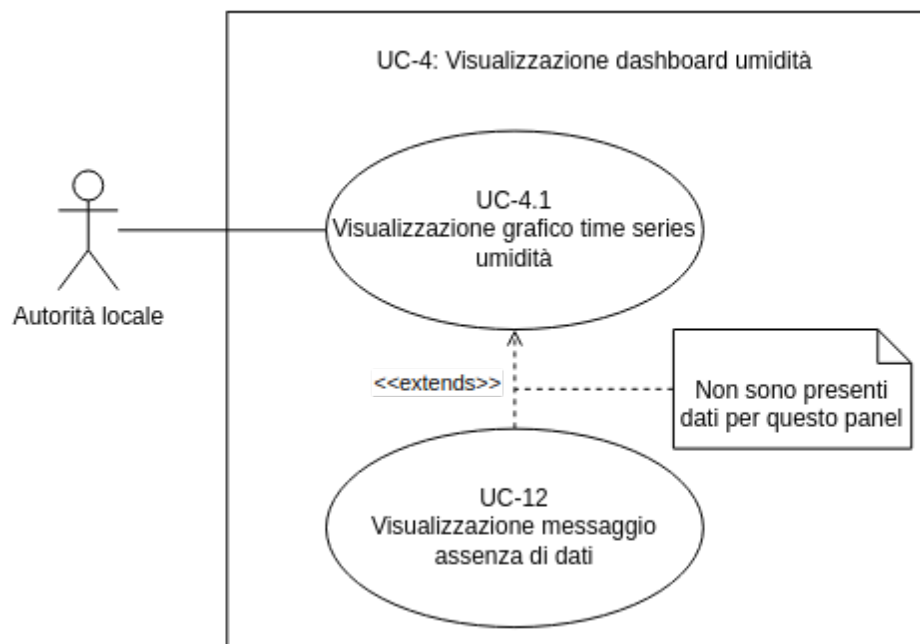 UC-4: Visualizzazione dashboard umidità
UC-4.1
Visualizzazione grafico time series
umidità
Autorità locale
<<extends>>
Non sono presenti
dati per questo panel
UC-12
Visualizzazione messaggio
assenza di dati